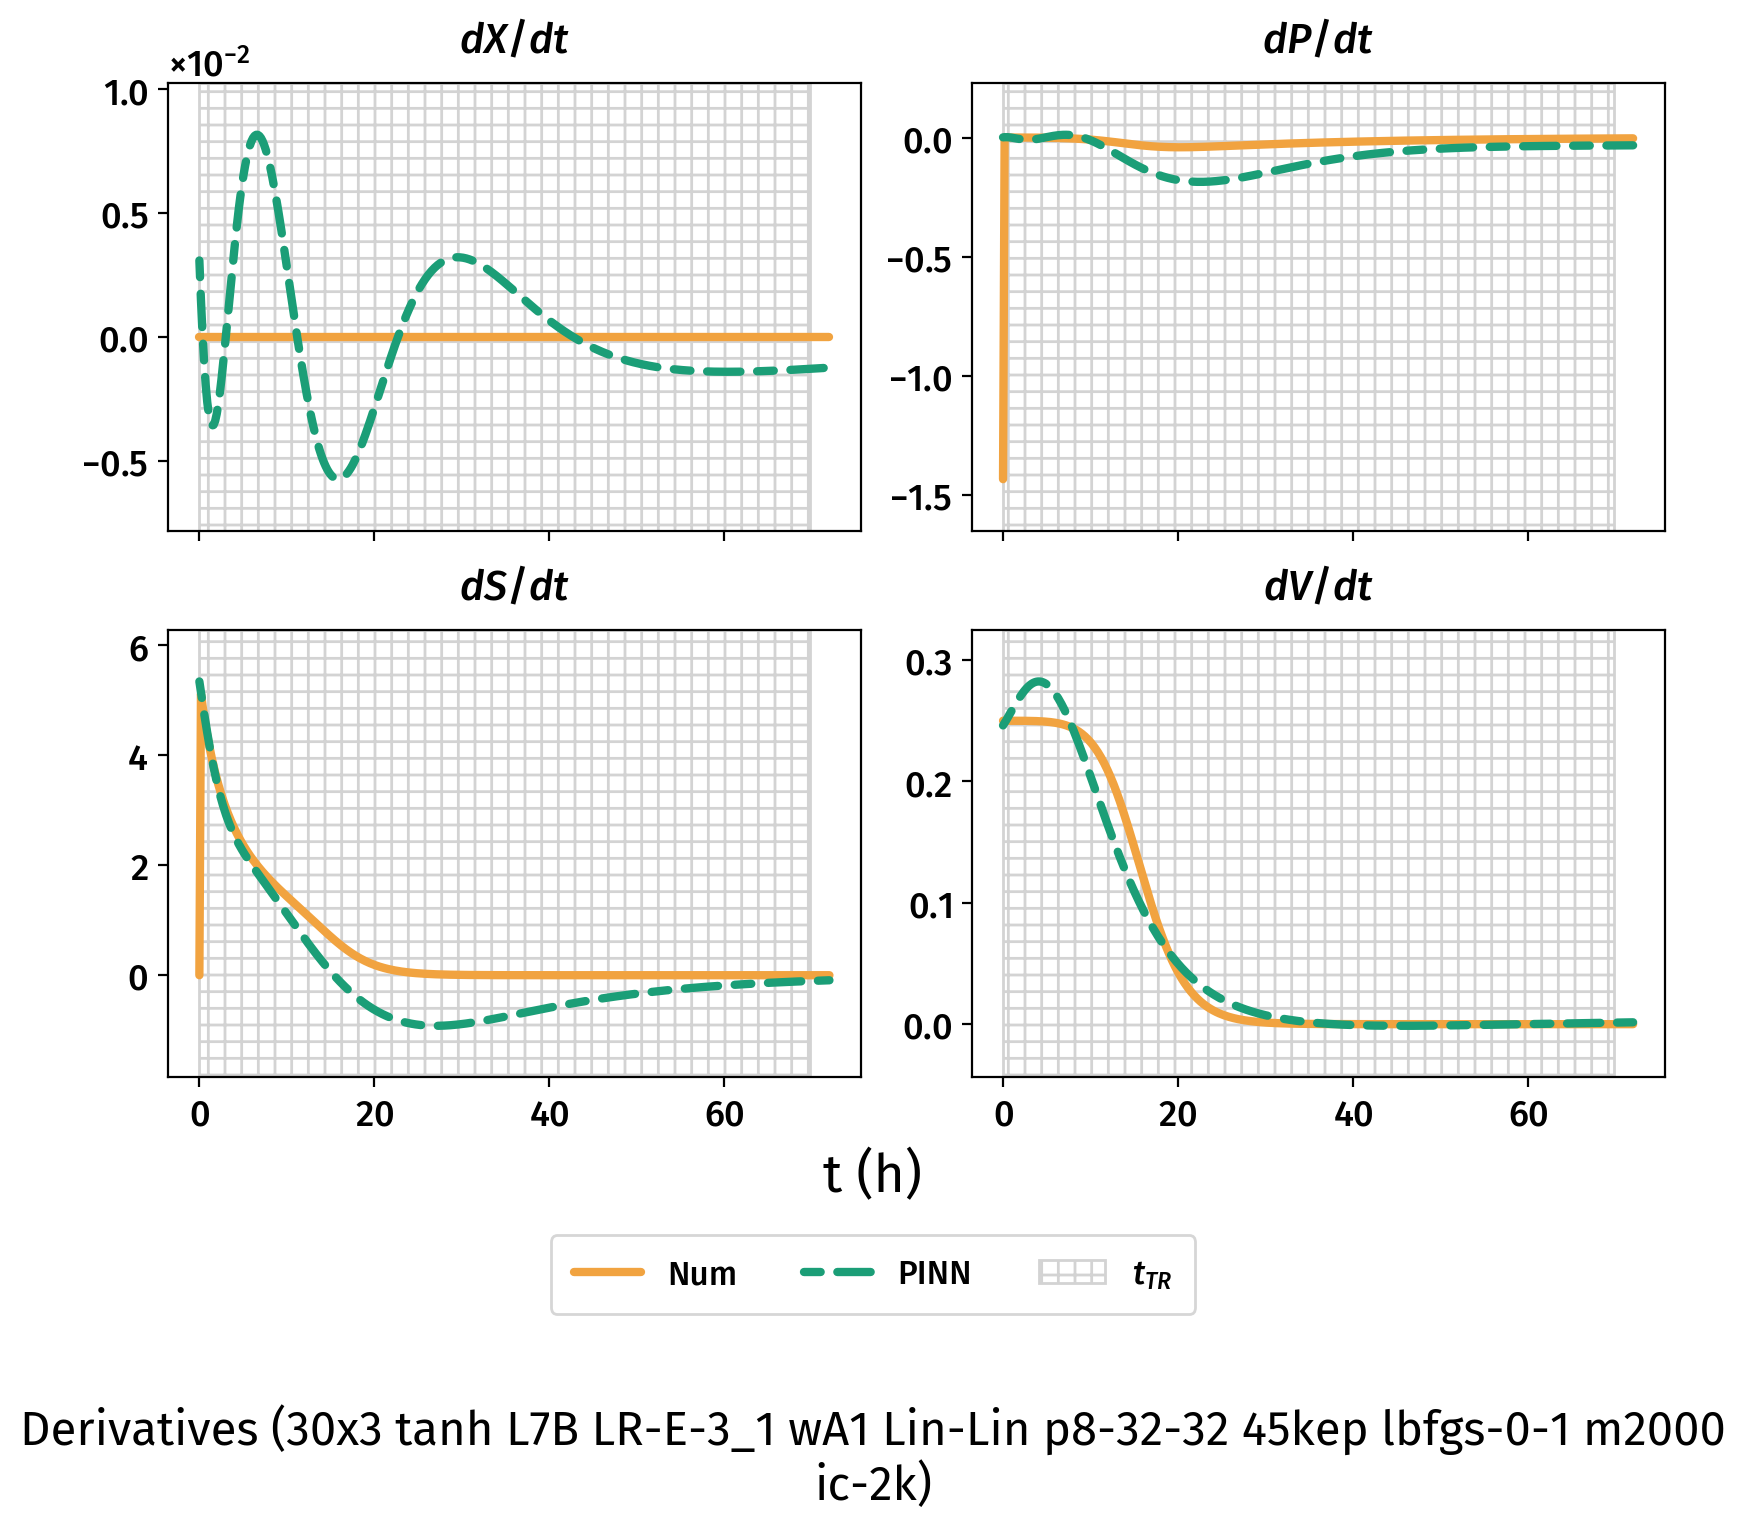 dX/dt
×10⁻²
1.0
0.5
0.0
−0.5
dP/dt
0.0
−0.5
−1.0
−1.5
dS/dt
6
4
2
0
0 20 40 60
dV/dt
0.3
0.2
0.1
0.0
0 20 40 60
t (h)
Num PINN t_TR
Derivatives (30x3 tanh L7B LR-E-3_1 wA1 Lin-Lin p8-32-32 45kep lbfgs-0-1 m2000
ic-2k)